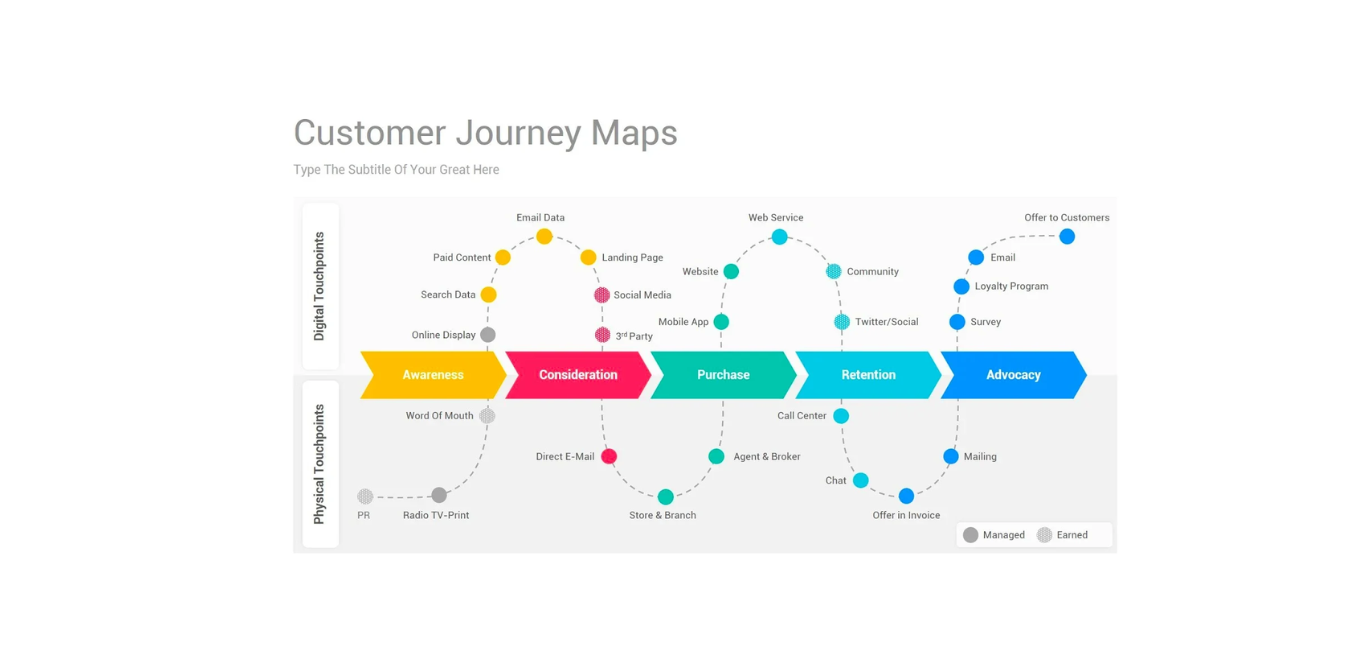 Customer Journey Maps
Type The Subtitle Of Your Great Here
Digital Touchpoints
Email Data
Paid Content
Landing Page
Search Data
Social Media
Online Display
3rd Party
Web Service
Website
Community
Mobile App
Twitter/Social
Offer to Customers
Email
Loyalty Program
Survey
Awareness
Consideration
Purchase
Retention
Advocacy
Physical Touchpoints
Word Of Mouth
PR
Radio TV-Print
Direct E-Mail
Store & Branch
Agent & Broker
Call Center
Chat
Offer in Invoice
Mailing
Managed
Earned